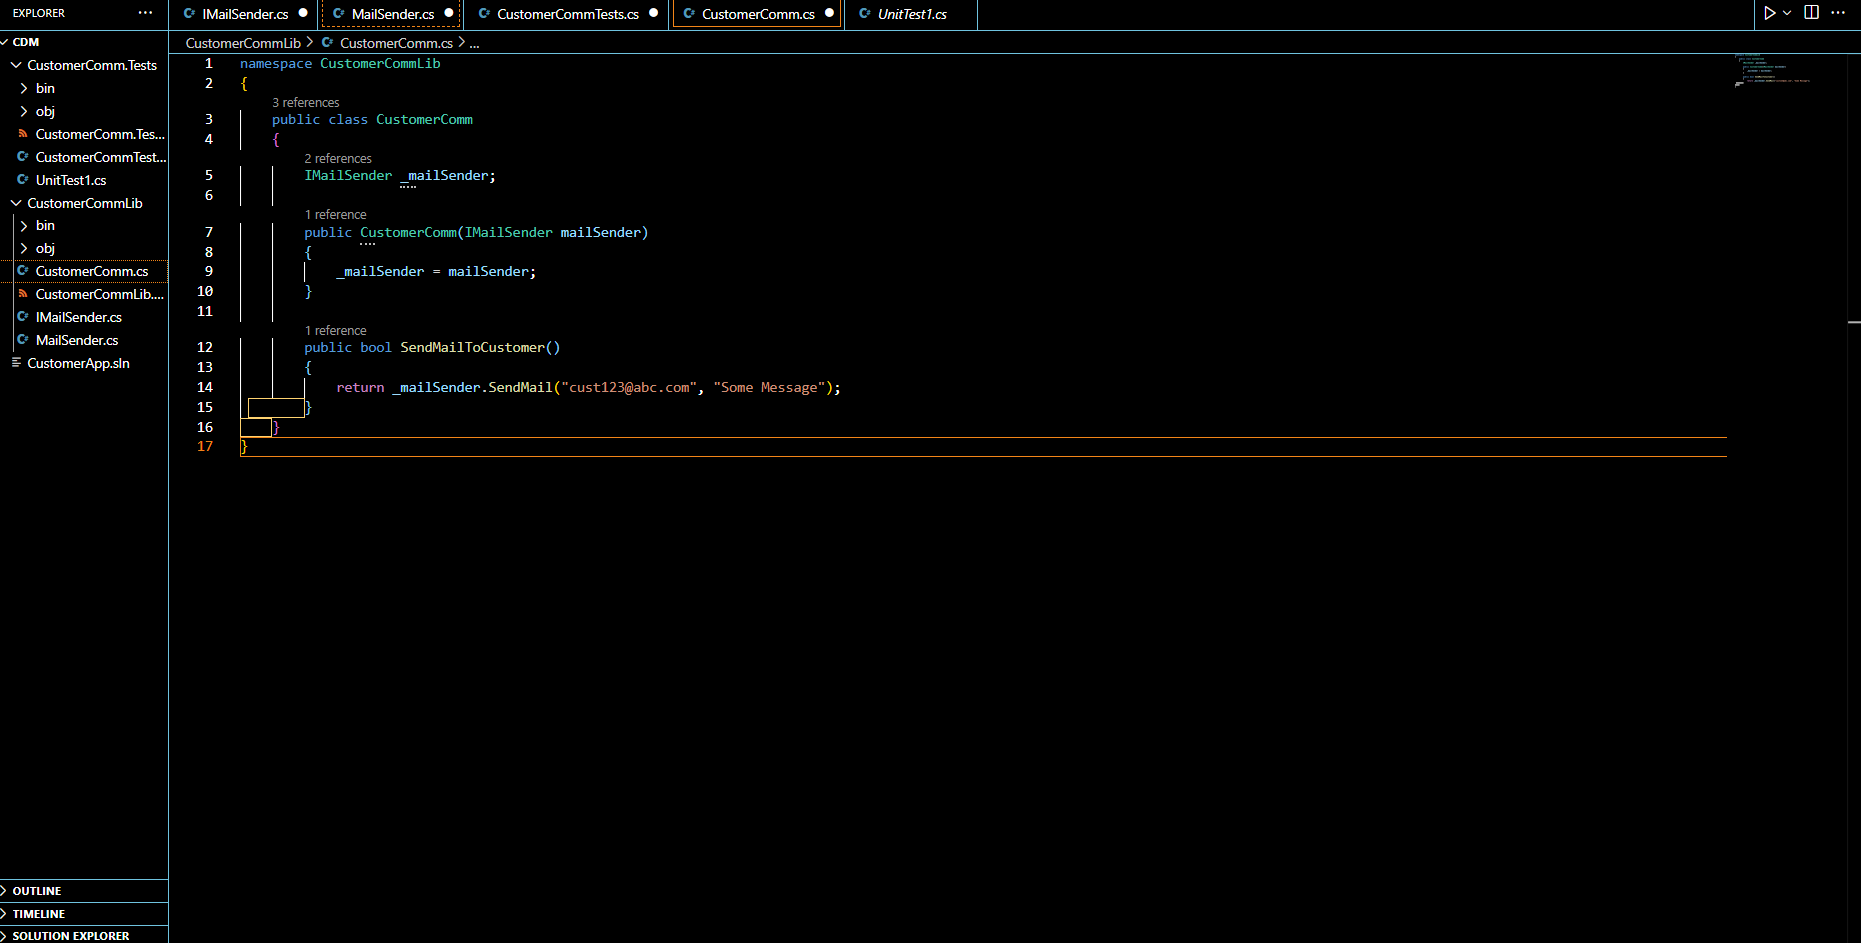 EXPLORER
IMailSender.cs
MailSender.cs
CustomerCommTests.cs
CustomerComm.cs
UnitTest1.cs
CDM
CustomerComm.Tests
bin
obj
CustomerComm.Tes...
CustomerCommTest...
UnitTest1.cs
CustomerCommLib
bin
obj
CustomerComm.cs
CustomerCommLib....
IMailSender.cs
MailSender.cs
CustomerApp.sln
OUTLINE
TIMELINE
SOLUTION EXPLORER
CustomerCommLib > CustomerComm.cs > ...
1 namespace CustomerCommLib
2 {
3 references
3 public class CustomerComm
4 {
2 references
5 IMailSender _mailSender;
6
1 reference
7 public CustomerComm(IMailSender mailSender)
8 {
9 _mailSender = mailSender;
10 }
11
1 reference
12 public bool SendMailToCustomer()
13 {
14 return _mailSender.SendMail("cust123@abc.com", "Some Message");
15 }
16 }
17 }